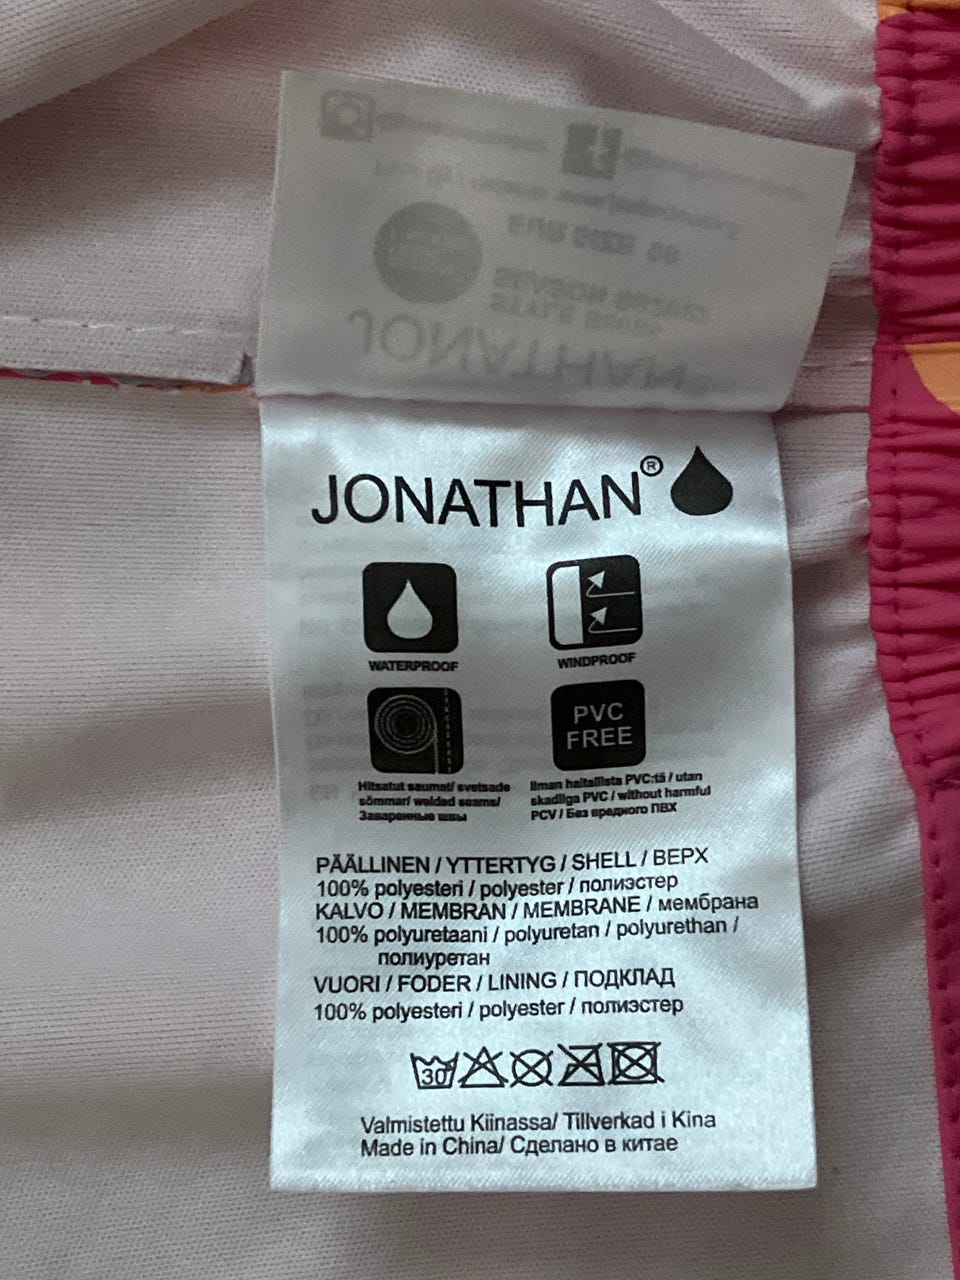 JONATHAN®
WATERPROOF
WINDPROOF
PVC
FREE
Hitsatut saumat/ svetsade
sömmar/ welded seams/
Заваренные швы
Ilman haitallista PVC:tä / utan
skadliga PVC / without harmful
PCV / Без вредного ПВХ
PÄÄLLINEN / YTTERTYG / SHELL / ВЕРХ
100% polyesteri / polyester / полиэстер
KALVO / MEMBRAN / MEMBRANE / мембрана
100% polyuretaani / polyuretan / polyurethan /
полиуретан
VUORI / FODER / LINING / ПОДКЛАД
100% polyesteri / polyester / полиэстер
30
Valmistettu Kiinassa/ Tillverkad i Kina
Made in China/ Сделано в китае